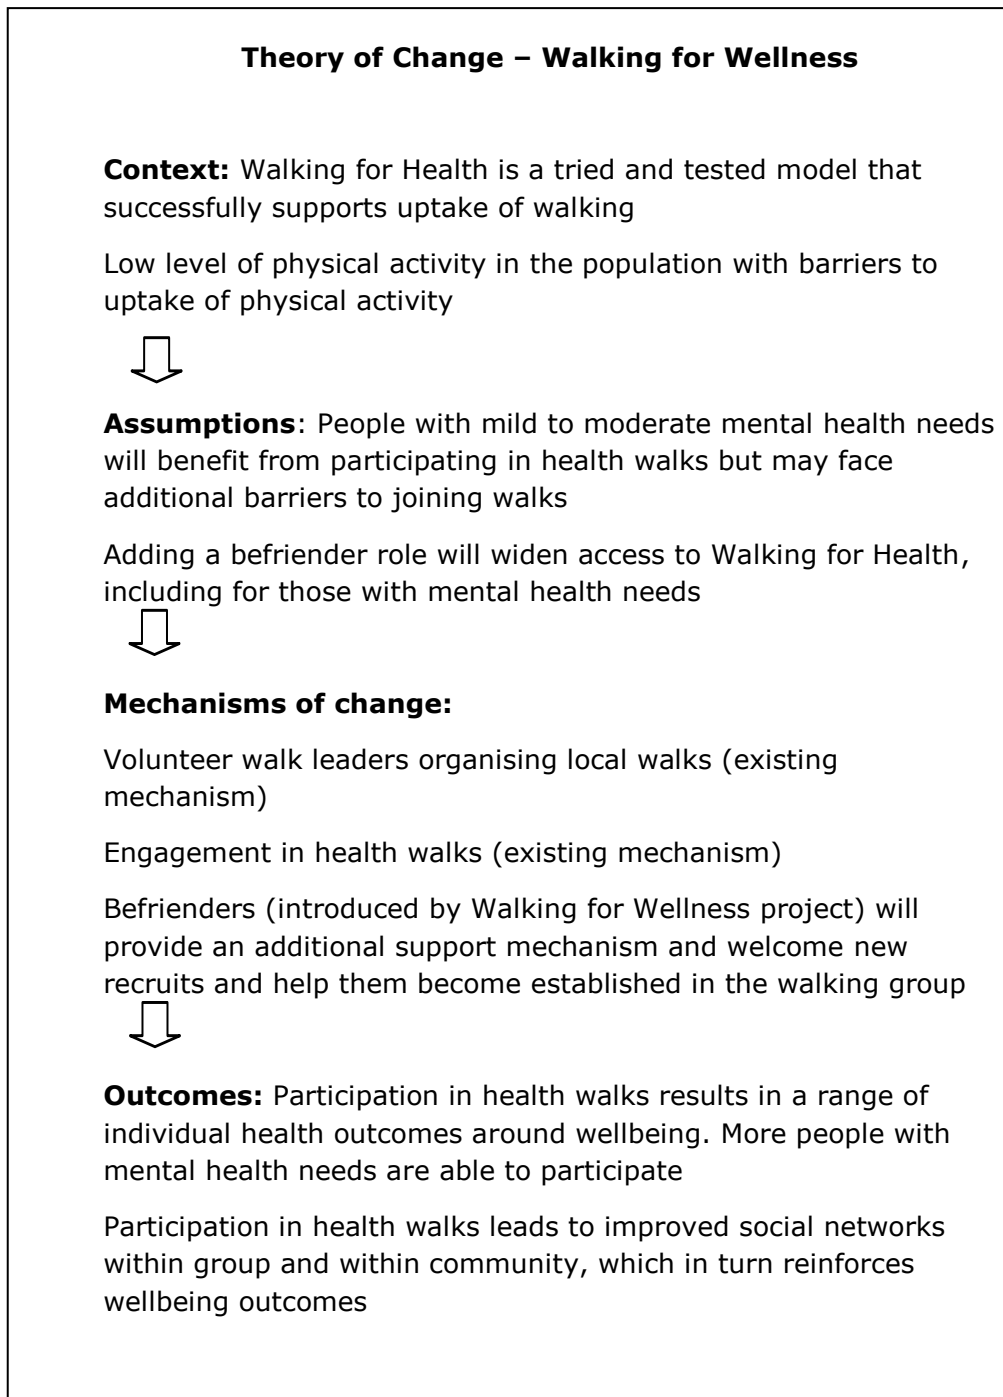 Theory of Change – Walking for Wellness
Context: Walking for Health is a tried and tested model that
successfully supports uptake of walking
Low level of physical activity in the population with barriers to
uptake of physical activity
Assumptions: People with mild to moderate mental health needs
will benefit from participating in health walks but may face
additional barriers to joining walks
Adding a befriender role will widen access to Walking for Health,
including for those with mental health needs
Mechanisms of change:
Volunteer walk leaders organising local walks (existing
mechanism)
Engagement in health walks (existing mechanism)
Befrienders (introduced by Walking for Wellness project) will
provide an additional support mechanism and welcome new
recruits and help them become established in the walking group
Outcomes: Participation in health walks results in a range of
individual health outcomes around wellbeing. More people with
mental health needs are able to participate
Participation in health walks leads to improved social networks
within group and within community, which in turn reinforces
wellbeing outcomes